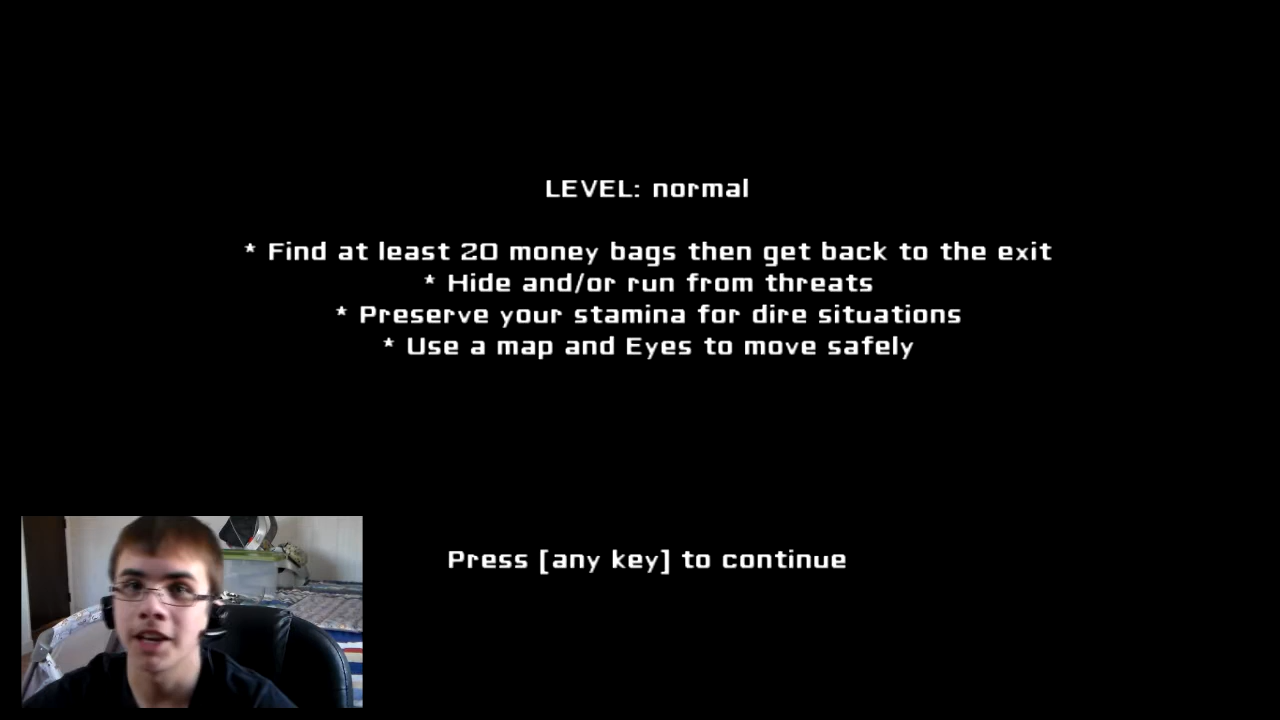 LEVEL: normal
* Find at least 20 money bags then get back to the exit
* Hide and/or run from threats
* Preserve your stamina for dire situations
* Use a map and Eyes to move safely
Press [any key] to continue